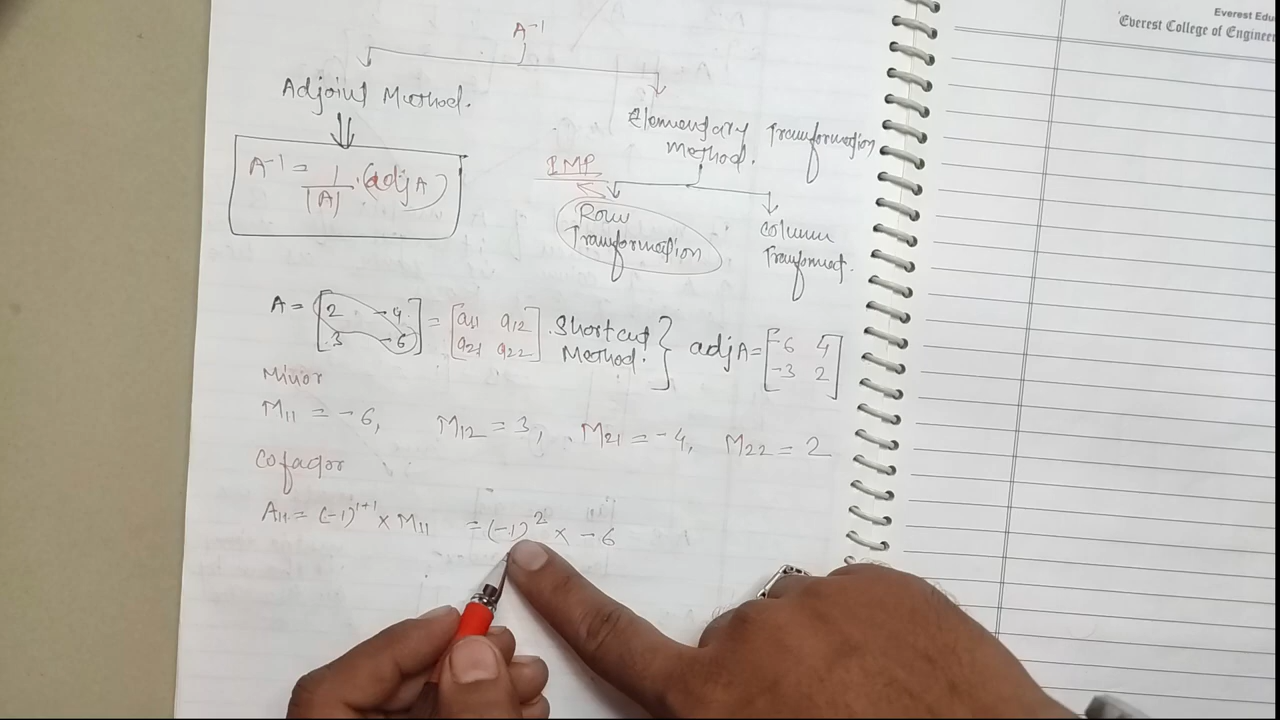 Everest Edu
Everest College of Engineer
A⁻¹
Adjoint Method.
Elementary Transformation
Method.
A⁻¹ = 1/|A| · (adj A)
IMP
Row
Transformation
Column
Transformat.
A = [2 -4; 3 -6] = [a11 a12; a21 a22] . Shortcut Method. } adj A = [-6 4; -3 2]
Minor
M11 = -6, M12 = 3, M21 = -4, M22 = 2
Cofactor
A11 = (-1)¹⁺¹ × M11 = (-1)² × -6